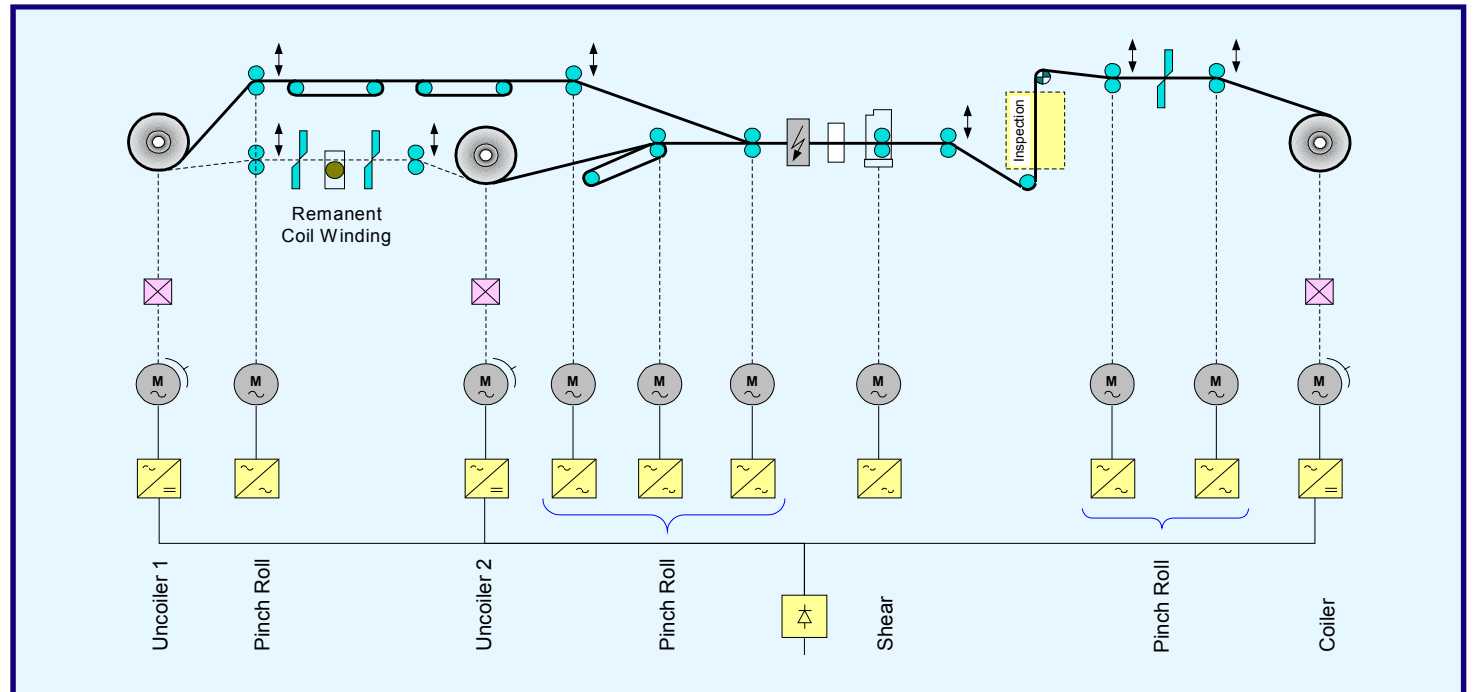 Inspection
Remanent
Coil Winding
M
M
M
M
M
M
M
M
M
M
Uncoiler 1
Pinch Roll
Uncoiler 2
Pinch Roll
Shear
Pinch Roll
Coiler